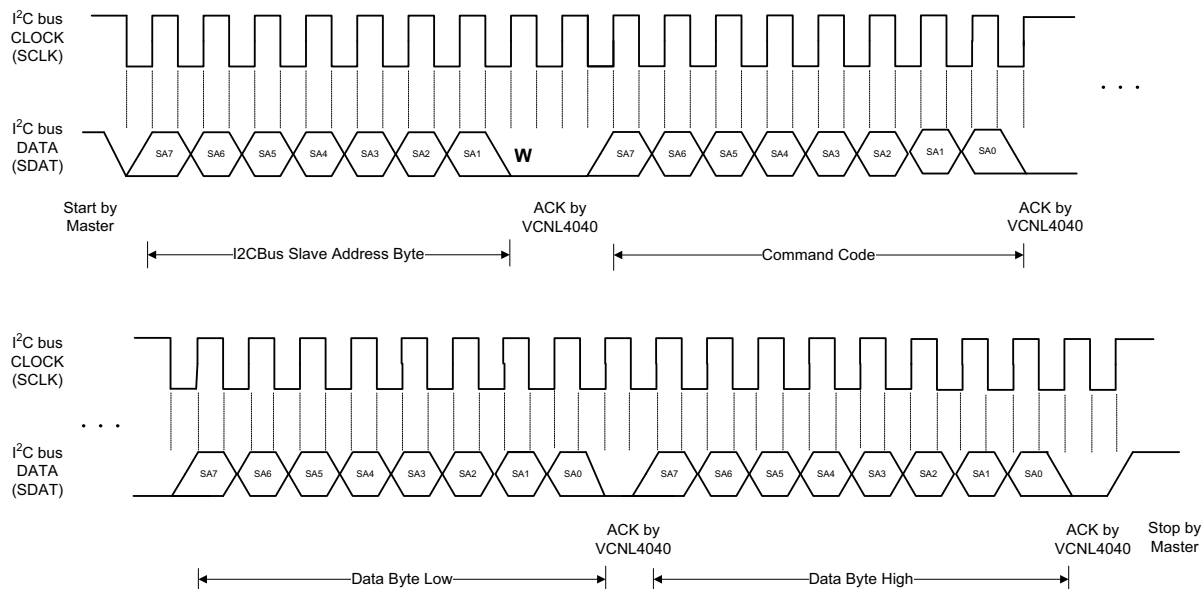 I²C bus
CLOCK
(SCLK)
. . .
I²C bus
DATA
(SDAT)
SA7 SA6 SA5 SA4 SA3 SA2 SA1 W SA7 SA6 SA5 SA4 SA3 SA2 SA1 SA0
Start by
Master
ACK by
VCNL4040
ACK by
VCNL4040
I2CBus Slave Address Byte
Command Code
I²C bus
CLOCK
(SCLK)
. . .
I²C bus
DATA
(SDAT)
SA7 SA6 SA5 SA4 SA3 SA2 SA1 SA0 SA7 SA6 SA5 SA4 SA3 SA2 SA1 SA0
ACK by
VCNL4040
ACK by
VCNL4040
Stop by
Master
Data Byte Low
Data Byte High